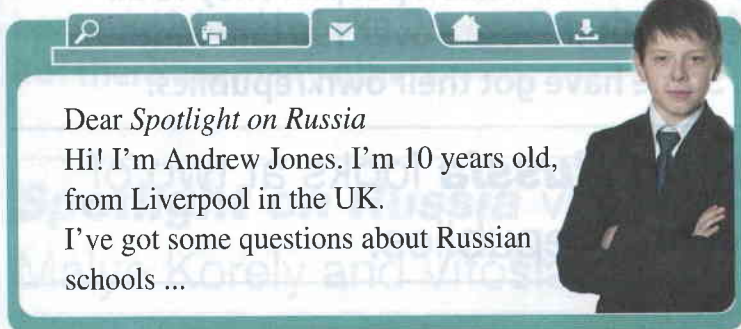 Dear Spotlight on Russia
Hi! I'm Andrew Jones. I'm 10 years old,
from Liverpool in the UK.
I've got some questions about Russian
schools ...